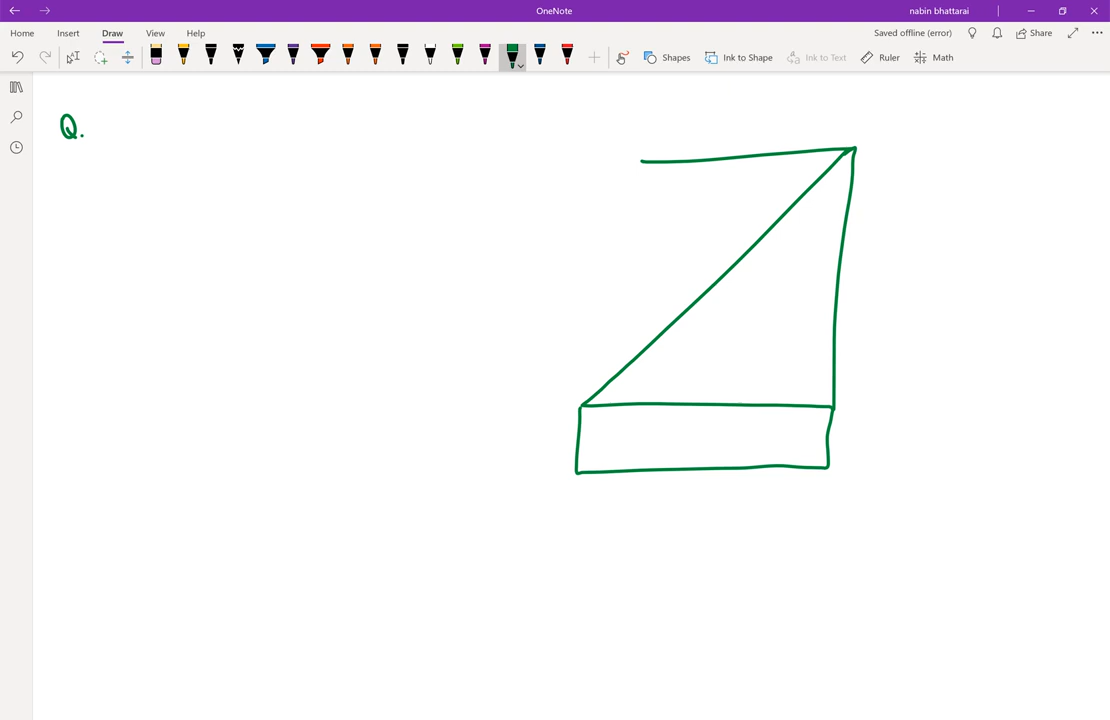 OneNote
nabin bhattarai
Home Insert Draw View Help
Saved offline (error) Share
Shapes Ink to Shape Ink to Text Ruler Math
Q.